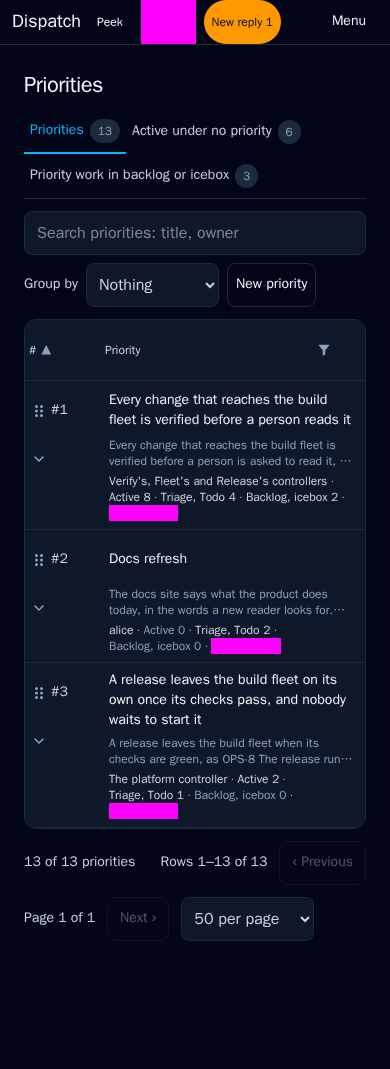 Dispatch Peek New reply 1 Menu
Priorities
Priorities 13 Active under no priority 6
Priority work in backlog or icebox 3
Search priorities: title, owner
Group by Nothing New priority
# ▲ Priority
#1 Every change that reaches the build
fleet is verified before a person reads it
Every change that reaches the build fleet is
verified before a person is asked to read it, ...
Verify's, Fleet's and Release's controllers ·
Active 8 · Triage, Todo 4 · Backlog, icebox 2 ·
#2 Docs refresh
The docs site says what the product does
today, in the words a new reader looks for....
alice · Active 0 · Triage, Todo 2 ·
Backlog, icebox 0 ·
#3 A release leaves the build fleet on its
own once its checks pass, and nobody
waits to start it
A release leaves the build fleet when its
checks are green, as OPS-8 The release run...
The platform controller · Active 2 ·
Triage, Todo 1 · Backlog, icebox 0 ·
13 of 13 priorities Rows 1–13 of 13 ‹ Previous
Page 1 of 1 Next › 50 per page